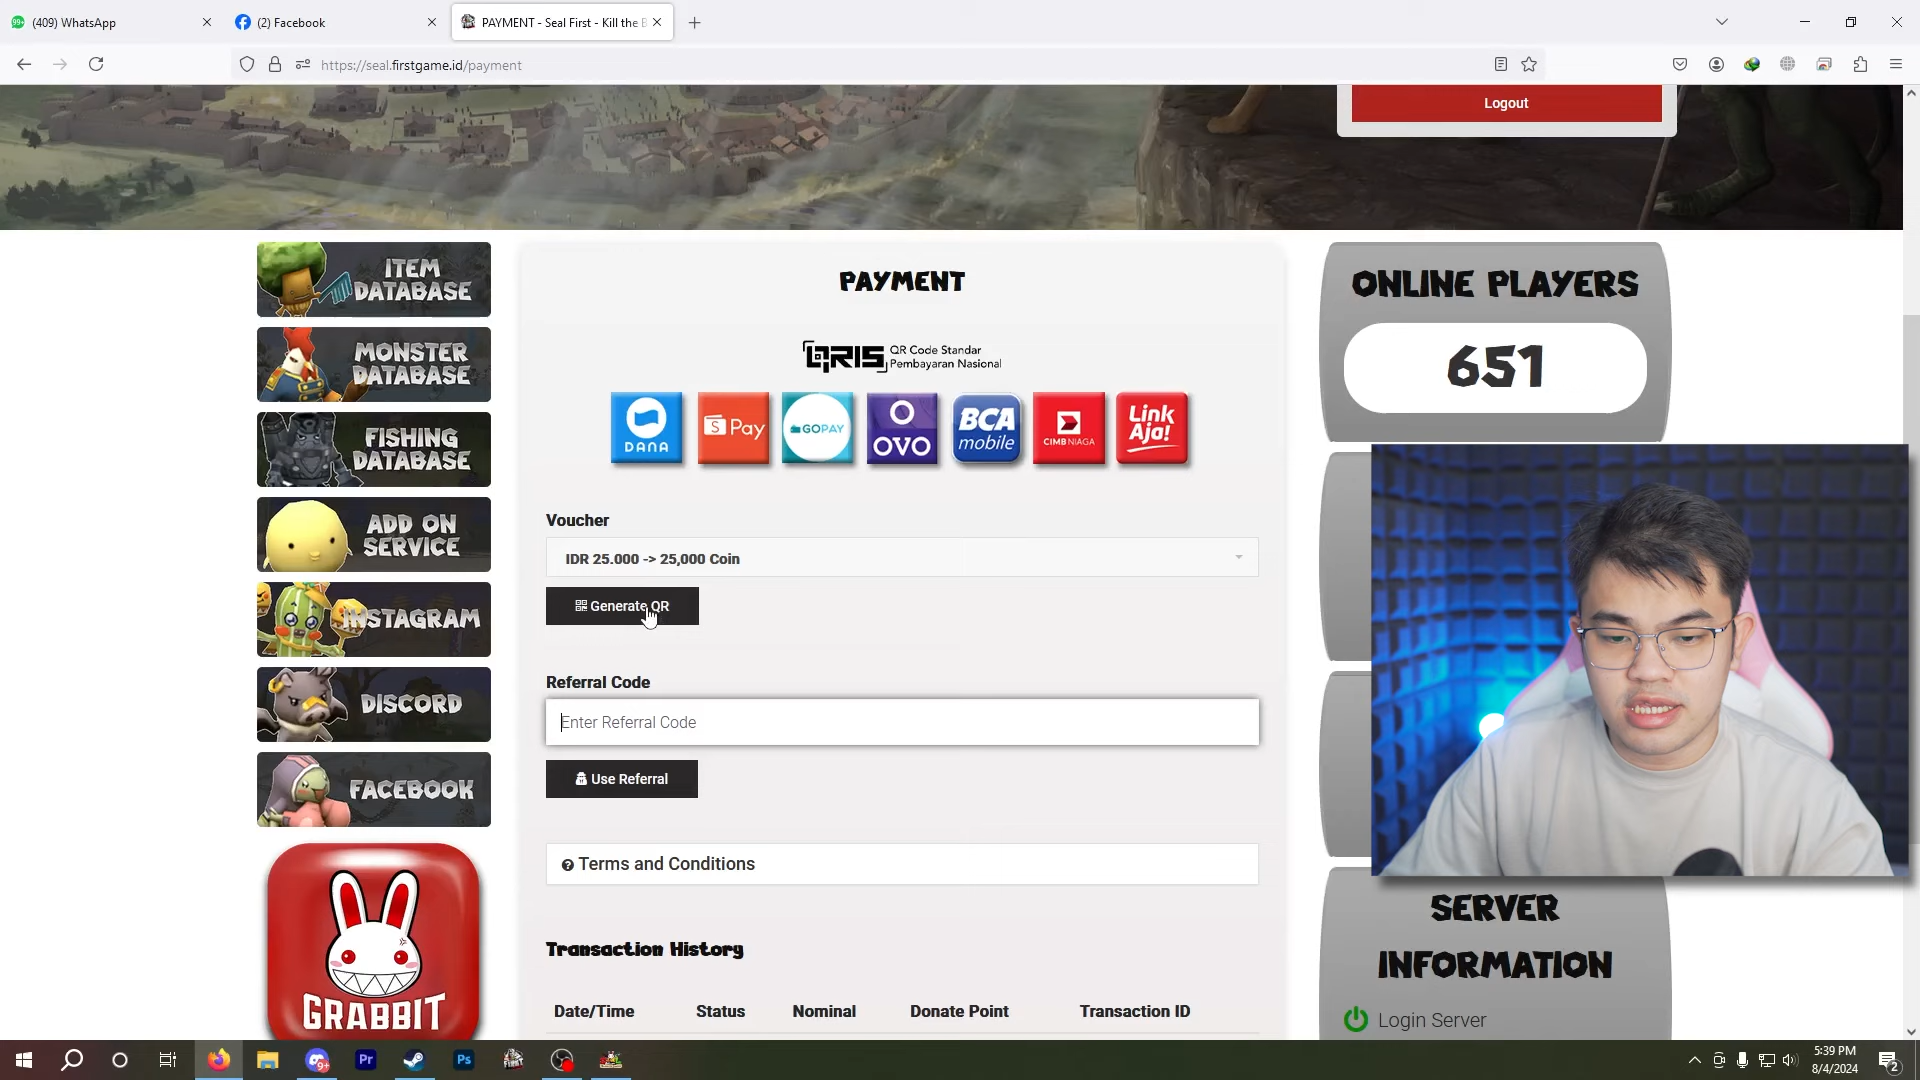 (409) WhatsApp
(2) Facebook
PAYMENT - Seal First - Kill the B
https://seal.firstgame.id/payment
Logout
ITEM DATABASE
MONSTER DATABASE
FISHING DATABASE
ADD ON SERVICE
INSTAGRAM
DISCORD
FACEBOOK
GRABBIT
PAYMENT
QRIS QR Code Standar
Pembayaran Nasional
DANA
S Pay
GOPAY
OVO
BCA mobile
CIMB NIAGA
Link Aja!
Voucher
IDR 25.000 -> 25,000 Coin
Generate QR
Referral Code
Enter Referral Code
Use Referral
Terms and Conditions
Transaction History
Date/Time Status Nominal Donate Point Transaction ID
ONLINE PLAYERS
651
SERVER
INFORMATION
Login Server
Pr
Ps
5:39 PM
8/4/2024
2